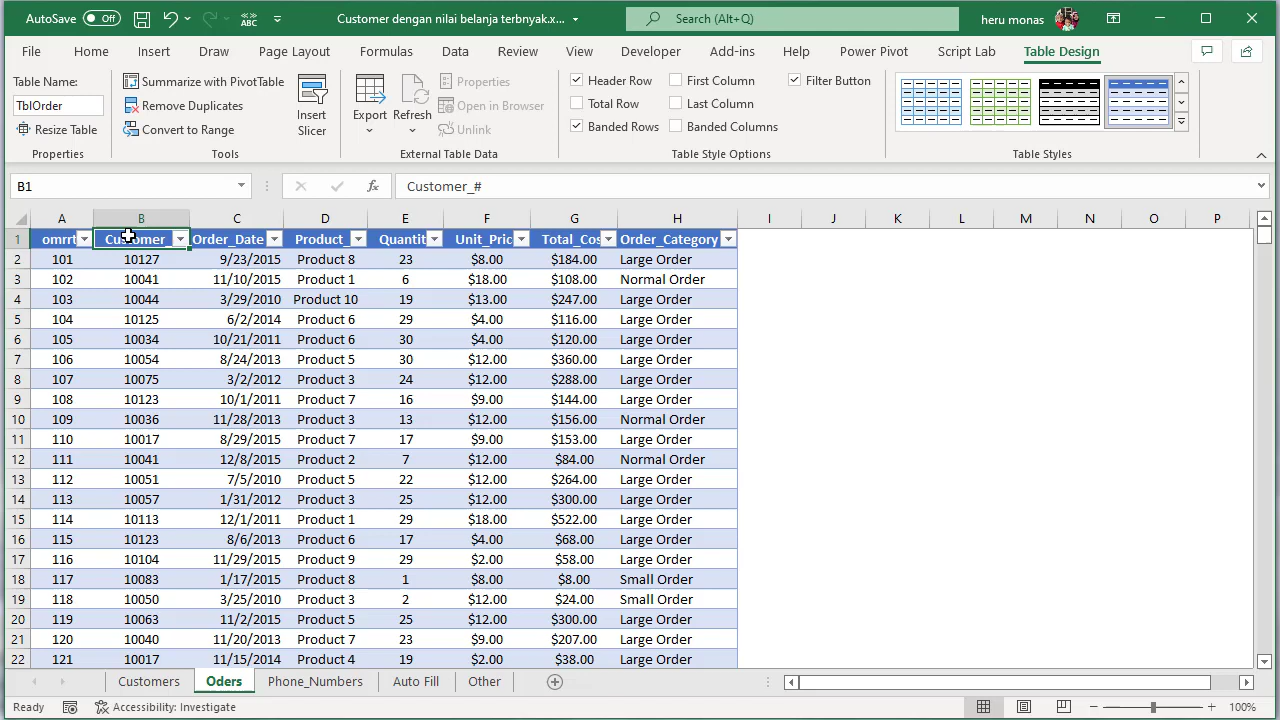 AutoSave Off Customer dengan nilai belanja terbnyak.x... Search (Alt+Q) heru monas
File Home Insert Draw Page Layout Formulas Data Review View Developer Add-ins Help Power Pivot Script Lab Table Design
Table Name: Summarize with PivotTable Properties Header Row First Column Filter Button
TblOrder Remove Duplicates Insert Slicer Export Refresh Open in Browser Total Row Last Column
Resize Table Convert to Range Unlink Banded Rows Banded Columns
Properties Tools External Table Data Table Style Options Table Styles
B1 Customer_#
A B C D E F G H I J K L M N O P
1 omrrt Customer_ Order_Date Product_ Quantit Unit_Pric Total_Cos Order_Category
2 101 10127 9/23/2015 Product 8 23 $8.00 $184.00 Large Order
3 102 10041 11/10/2015 Product 1 6 $18.00 $108.00 Normal Order
4 103 10044 3/29/2010 Product 10 19 $13.00 $247.00 Large Order
5 104 10125 6/2/2014 Product 6 29 $4.00 $116.00 Large Order
6 105 10034 10/21/2011 Product 6 30 $4.00 $120.00 Large Order
7 106 10054 8/24/2013 Product 5 30 $12.00 $360.00 Large Order
8 107 10075 3/2/2012 Product 3 24 $12.00 $288.00 Large Order
9 108 10123 10/1/2011 Product 7 16 $9.00 $144.00 Large Order
10 109 10036 11/28/2013 Product 3 13 $12.00 $156.00 Normal Order
11 110 10017 8/29/2015 Product 7 17 $9.00 $153.00 Large Order
12 111 10041 12/8/2015 Product 2 7 $12.00 $84.00 Normal Order
13 112 10051 7/5/2010 Product 5 22 $12.00 $264.00 Large Order
14 113 10057 1/31/2012 Product 3 25 $12.00 $300.00 Large Order
15 114 10113 12/1/2011 Product 1 29 $18.00 $522.00 Large Order
16 115 10123 8/6/2013 Product 6 17 $4.00 $68.00 Large Order
17 116 10104 11/29/2015 Product 9 29 $2.00 $58.00 Large Order
18 117 10083 1/17/2015 Product 8 1 $8.00 $8.00 Small Order
19 118 10050 3/25/2010 Product 3 2 $12.00 $24.00 Small Order
20 119 10063 11/2/2015 Product 5 25 $12.00 $300.00 Large Order
21 120 10040 11/20/2013 Product 7 23 $9.00 $207.00 Large Order
22 121 10017 11/15/2014 Product 4 19 $2.00 $38.00 Large Order
Customers Oders Phone_Numbers Auto Fill Other
Ready Accessibility: Investigate 100%